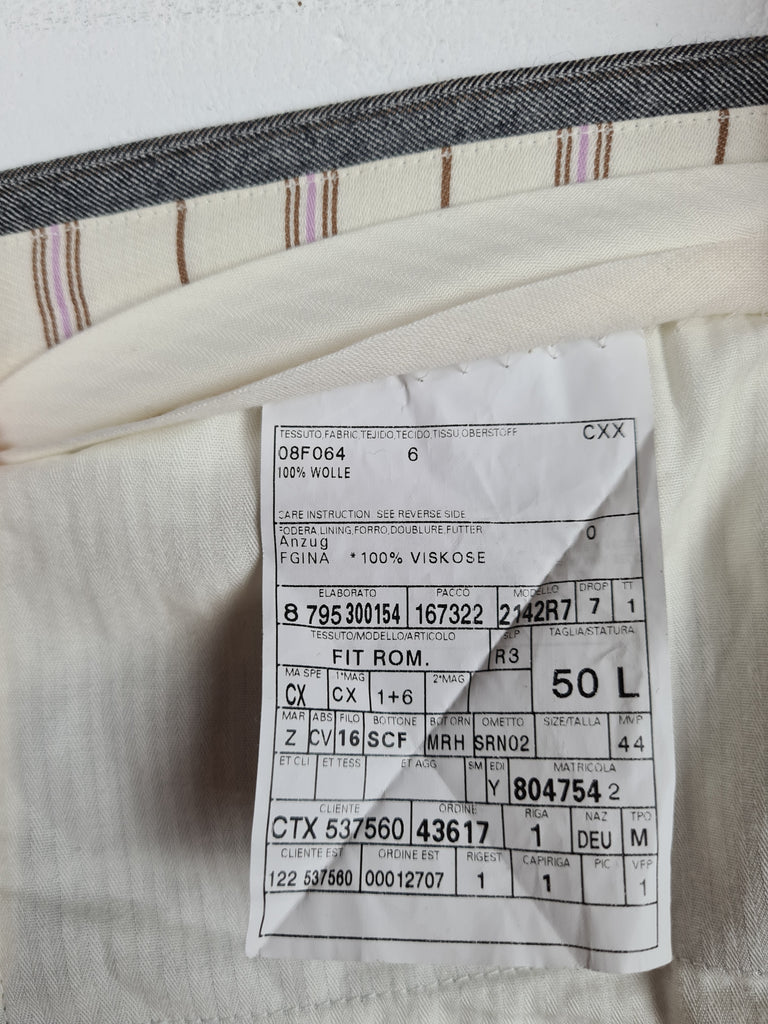 TESSUTO,FABRIC,TEJIDO,TECIDO,TISSU,OBERSTOFF CXX
08F064 6
100% WOLLE
CARE INSTRUCTION SEE REVERSE SIDE
FODERA,LINING,FORRO,DOUBLURE,FUTTER 0
Anzug
FGINA *100% VISKOSE
ELABORATO PACCO MODELLO DROP TT
8 795300154 167322 2142R7 7 1
TESSUTO/MODELLO/ARTICOLO SLP TAGLIA/STATURA
FIT ROM. R3 50 L
MA SPE 1*MAG 2*MAG
CX CX 1+6
MAR ABS FILO BOTTONE BOTORN OMETTO SIZE/TALLA MVP
Z CV 16 SCF MRH SRN02 44
ET CLI ET TESS ET AGG SM EDI MATRICOLA
Y 804754 2
CLIENTE ORDINE RIGA NAZ TPO
CTX 537560 43617 1 DEU M
CLIENTE EST ORDINE EST RIGEST CAPIRIGA PIC VFP
122 537560 00012707 1 1 1